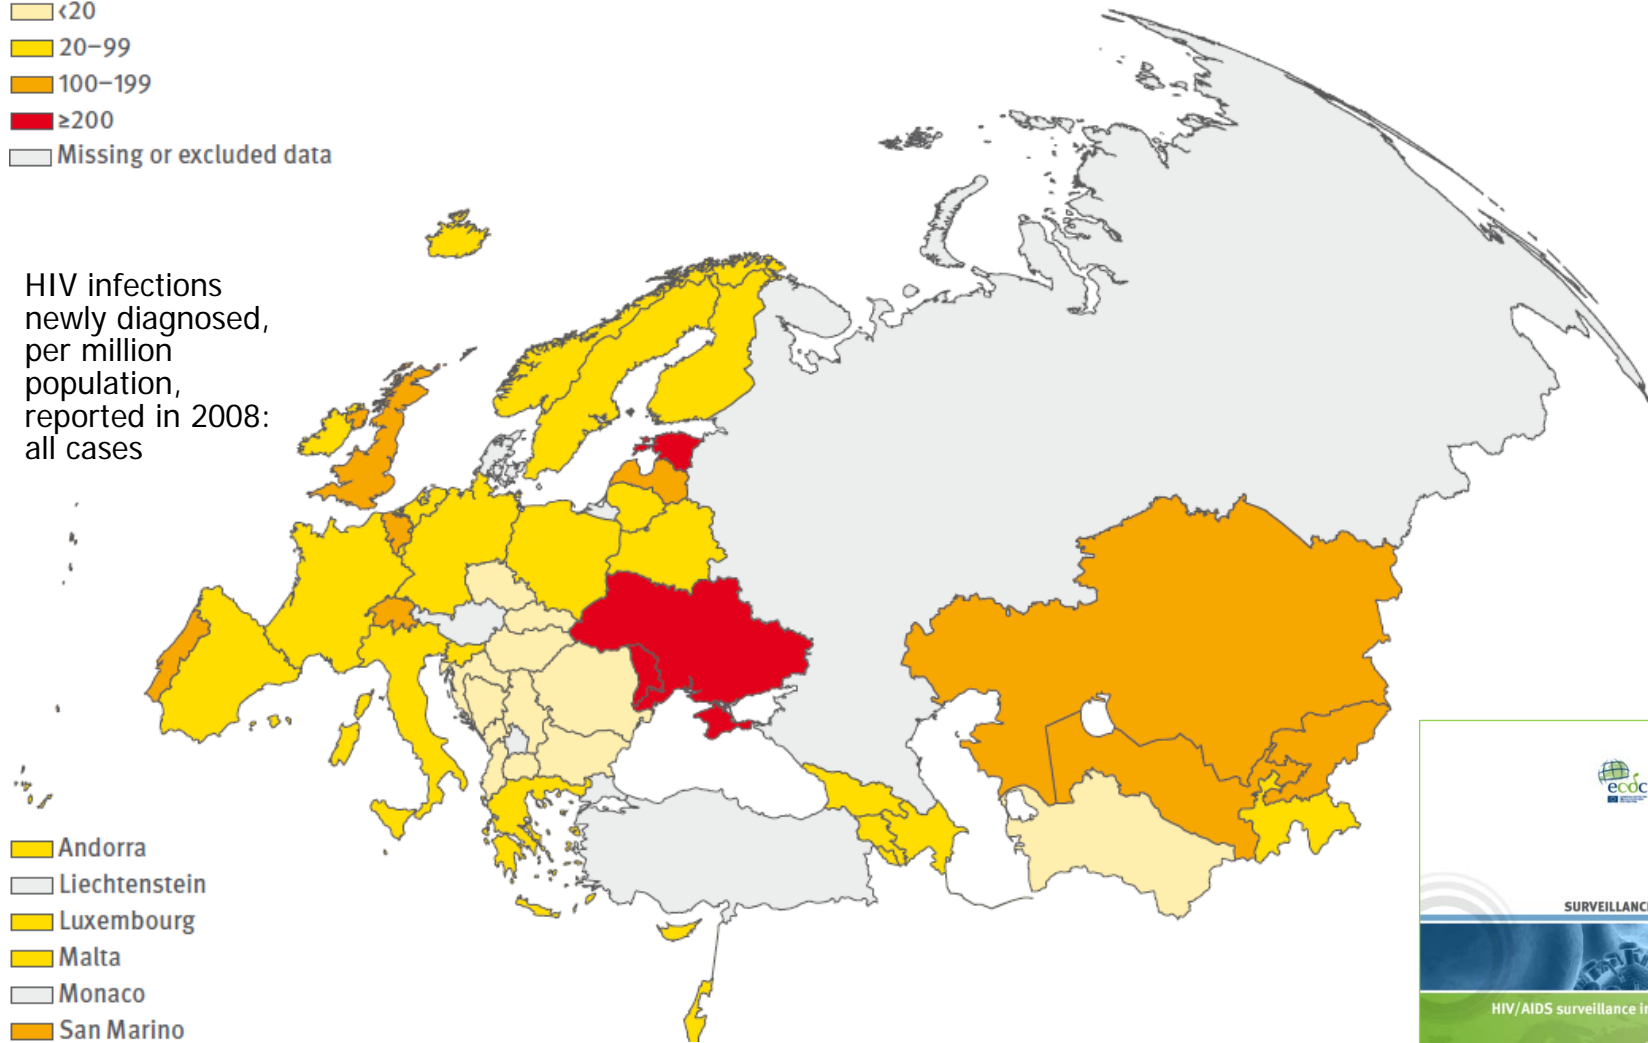 <20
20–99
100–199
≥200
Missing or excluded data
HIV infections
newly diagnosed,
per million
population,
reported in 2008:
all cases
Andorra
Liechtenstein
Luxembourg
Malta
Monaco
San Marino
ecdc
SURVEILLANC
HIV/AIDS surveillance in